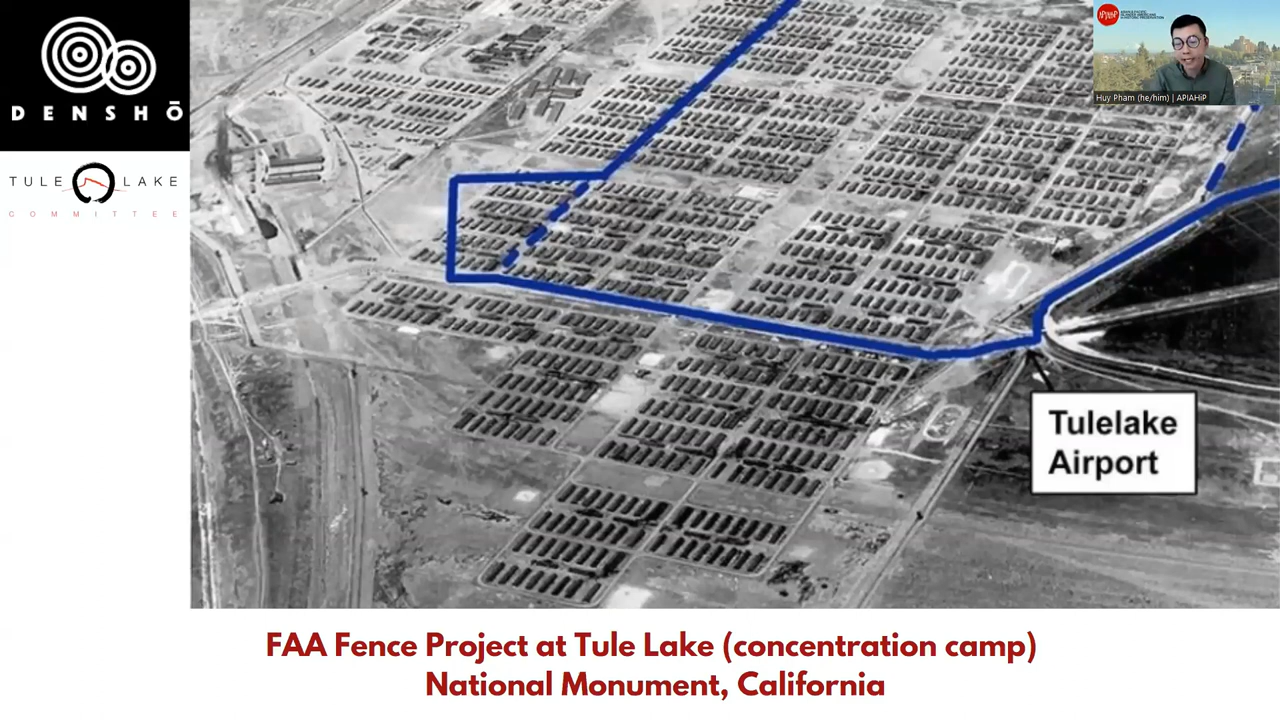 DENSHŌ
TULE LAKE
COMMITTEE
APIAHiP
Huy Pham (he/him) | APIAHiP
Tulelake
Airport
FAA Fence Project at Tule Lake (concentration camp)
National Monument, California